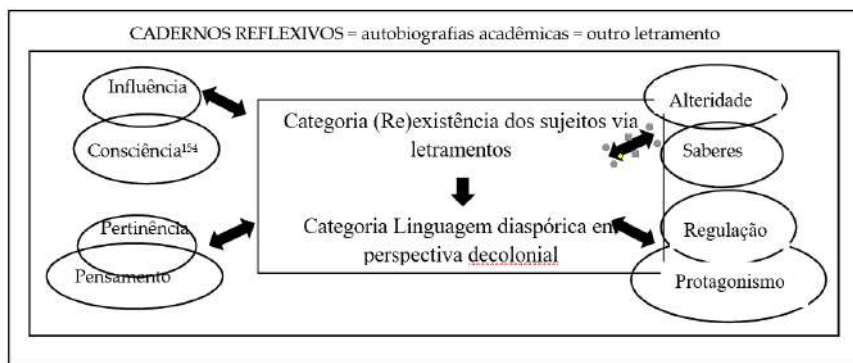 CADERNOS REFLEXIVOS = autobiografias acadêmicas = outro letramento
Influência
Consciência¹⁵⁴
Categoria (Re)existência dos sujeitos via
letramentos
Alteridade
Saberes
Pertinência
Pensamento
Categoria Linguagem diaspórica em
perspectiva decolonial
Regulação
Protagonismo